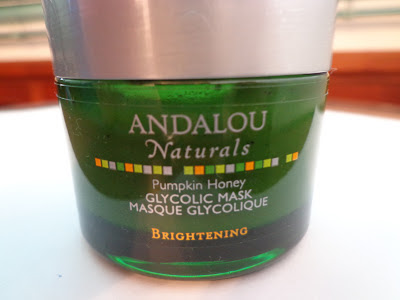 ANDALOU
Naturals
Pumpkin Honey
GLYCOLIC MASK
MASQUE GLYCOLIQUE
BRIGHTENING